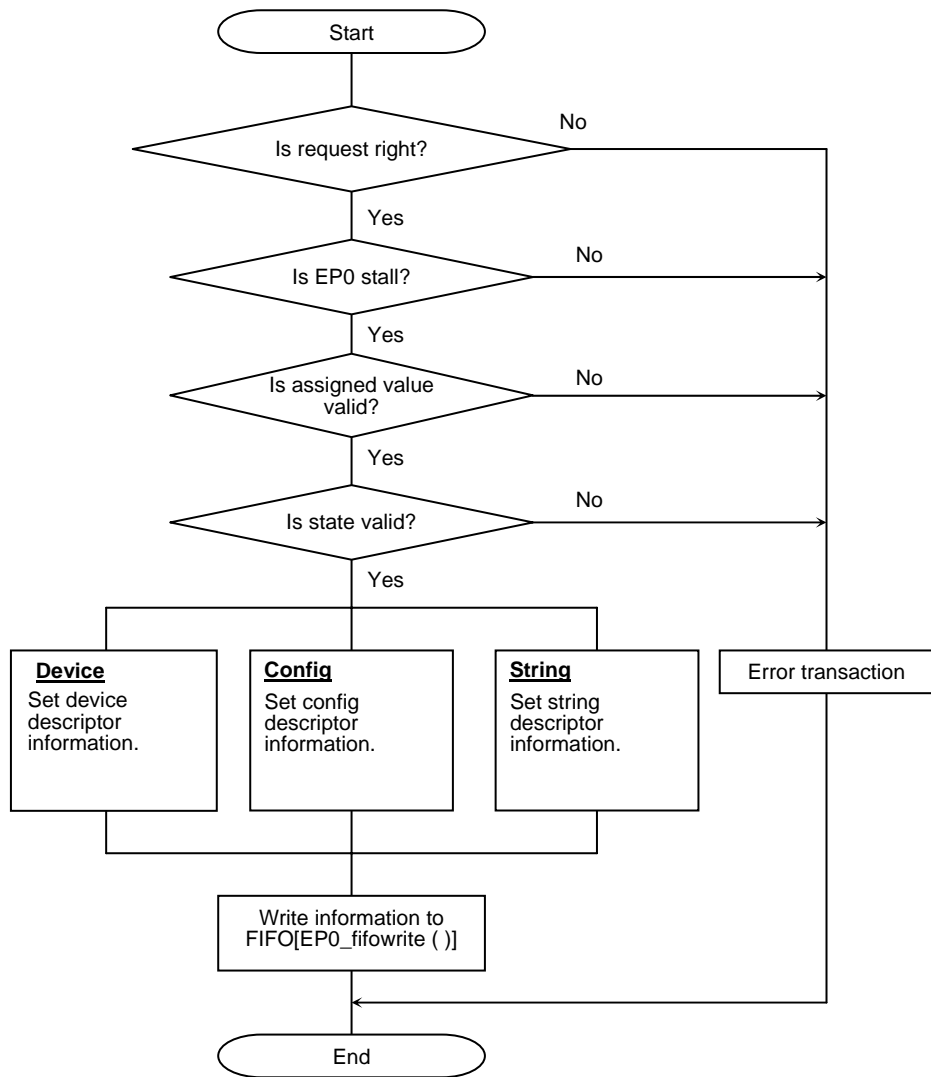 Start
Is request right?
No
Yes
Is EP0 stall?
No
Yes
Is assigned value
valid?
No
Yes
Is state valid?
No
Yes
Device
Set device
descriptor
information.
Config
Set config
descriptor
information.
String
Set string
descriptor
information.
Error transaction
Write information to
FIFO[EP0_fifowrite ( )]
End